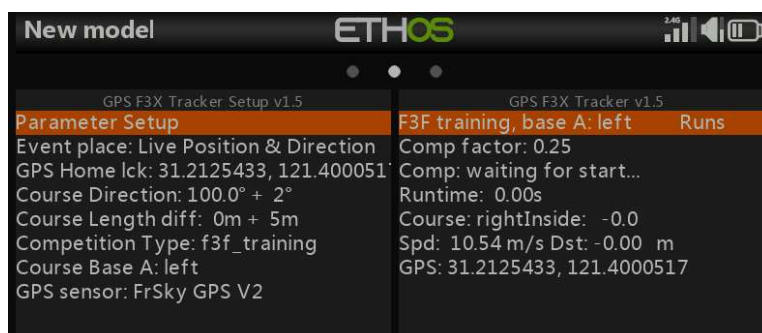 New model
ETHOS
2.4G
GPS F3X Tracker Setup v1.5
Parameter Setup
Event place: Live Position & Direction
GPS Home lck: 31.2125433, 121.400051
Course Direction: 100.0° + 2°
Course Length diff: 0m + 5m
Competition Type: f3f_training
Course Base A: left
GPS sensor: FrSky GPS V2
GPS F3X Tracker v1.5
F3F training, base A: left Runs
Comp factor: 0.25
Comp: waiting for start...
Runtime: 0.00s
Course: rightInside: -0.0
Spd: 10.54 m/s Dst: -0.00 m
GPS: 31.2125433, 121.4000517